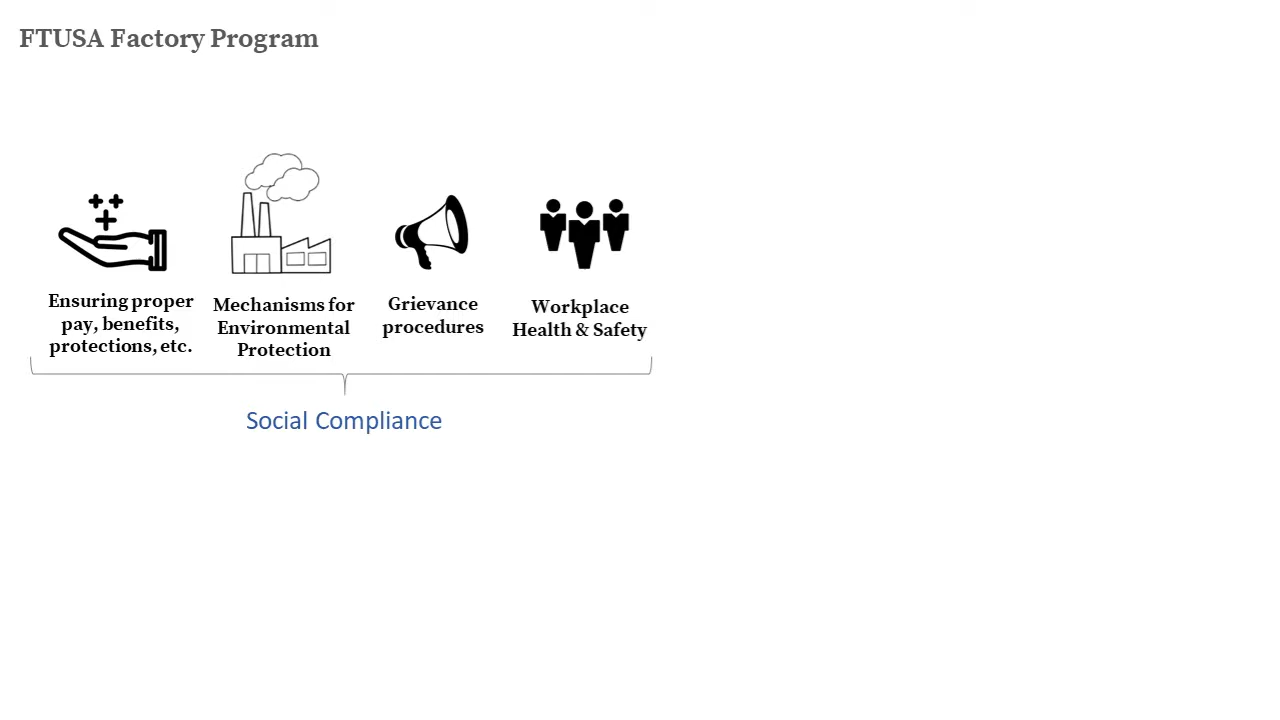 FTUSA Factory Program
Ensuring proper
pay, benefits,
protections, etc.
Mechanisms for
Environmental
Protection
Grievance
procedures
Workplace
Health & Safety
Social Compliance